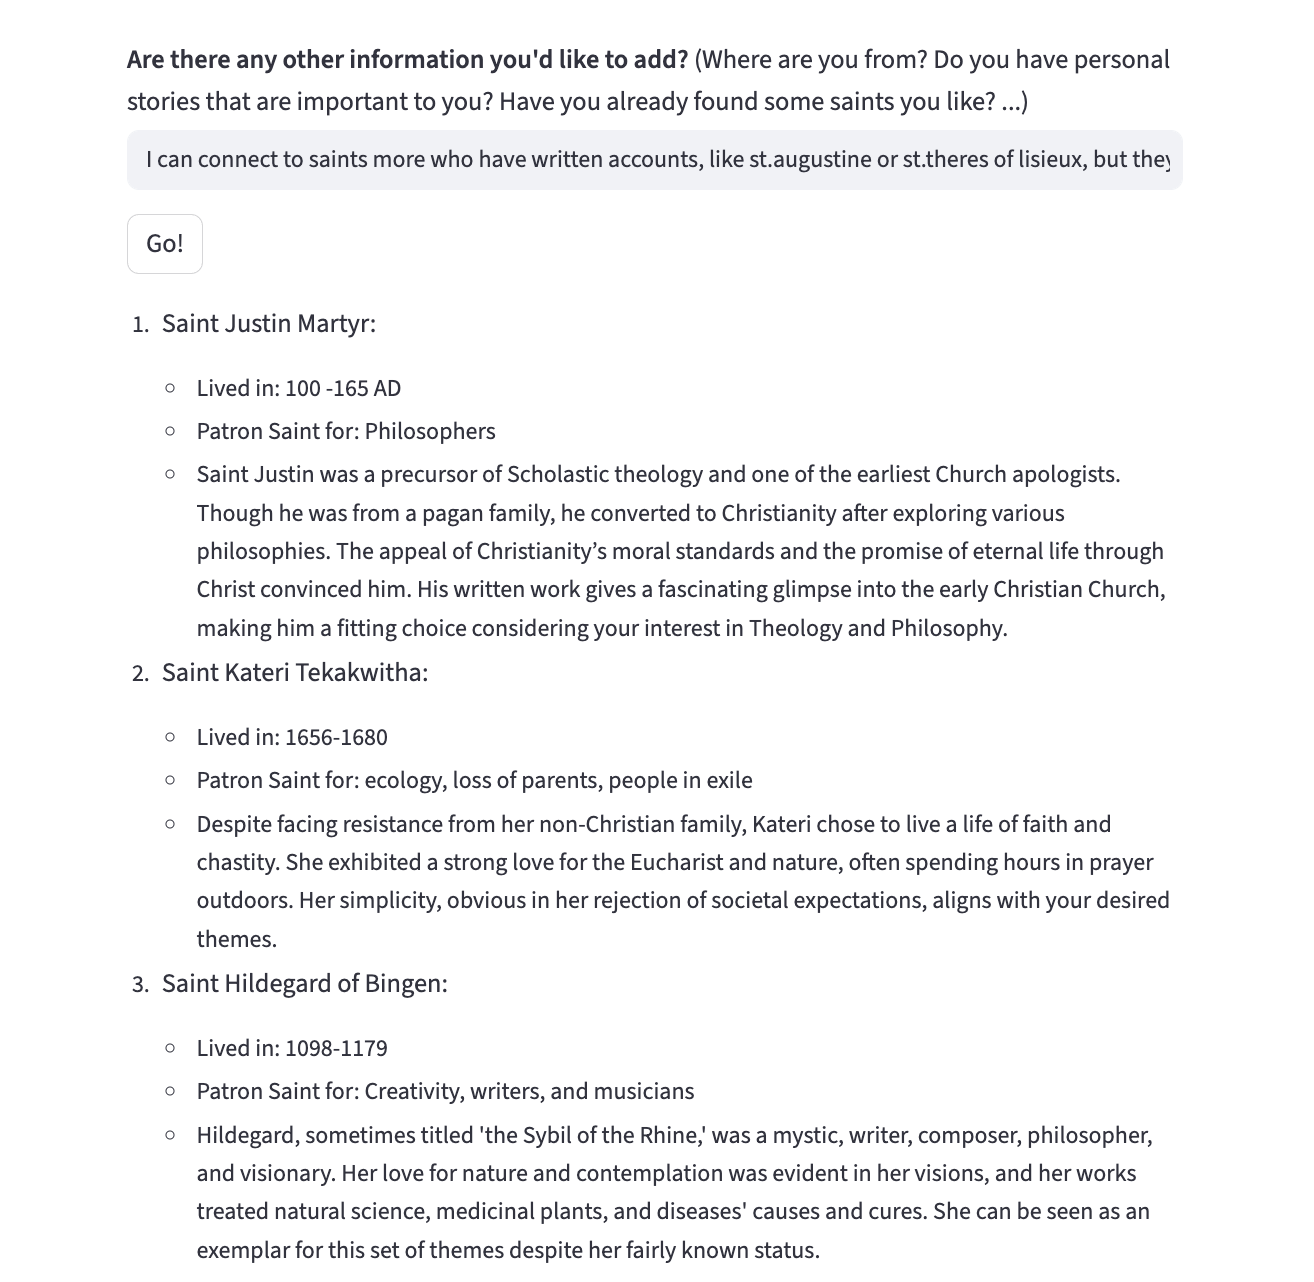 Are there any other information you'd like to add? (Where are you from? Do you have personal
stories that are important to you? Have you already found some saints you like? ...)
I can connect to saints more who have written accounts, like st.augustine or st.theres of lisieux, but they
Go!
1. Saint Justin Martyr:
○ Lived in: 100 -165 AD
○ Patron Saint for: Philosophers
○ Saint Justin was a precursor of Scholastic theology and one of the earliest Church apologists.
Though he was from a pagan family, he converted to Christianity after exploring various
philosophies. The appeal of Christianity’s moral standards and the promise of eternal life through
Christ convinced him. His written work gives a fascinating glimpse into the early Christian Church,
making him a fitting choice considering your interest in Theology and Philosophy.
2. Saint Kateri Tekakwitha:
○ Lived in: 1656-1680
○ Patron Saint for: ecology, loss of parents, people in exile
○ Despite facing resistance from her non-Christian family, Kateri chose to live a life of faith and
chastity. She exhibited a strong love for the Eucharist and nature, often spending hours in prayer
outdoors. Her simplicity, obvious in her rejection of societal expectations, aligns with your desired
themes.
3. Saint Hildegard of Bingen:
○ Lived in: 1098-1179
○ Patron Saint for: Creativity, writers, and musicians
○ Hildegard, sometimes titled 'the Sybil of the Rhine,' was a mystic, writer, composer, philosopher,
and visionary. Her love for nature and contemplation was evident in her visions, and her works
treated natural science, medicinal plants, and diseases' causes and cures. She can be seen as an
exemplar for this set of themes despite her fairly known status.